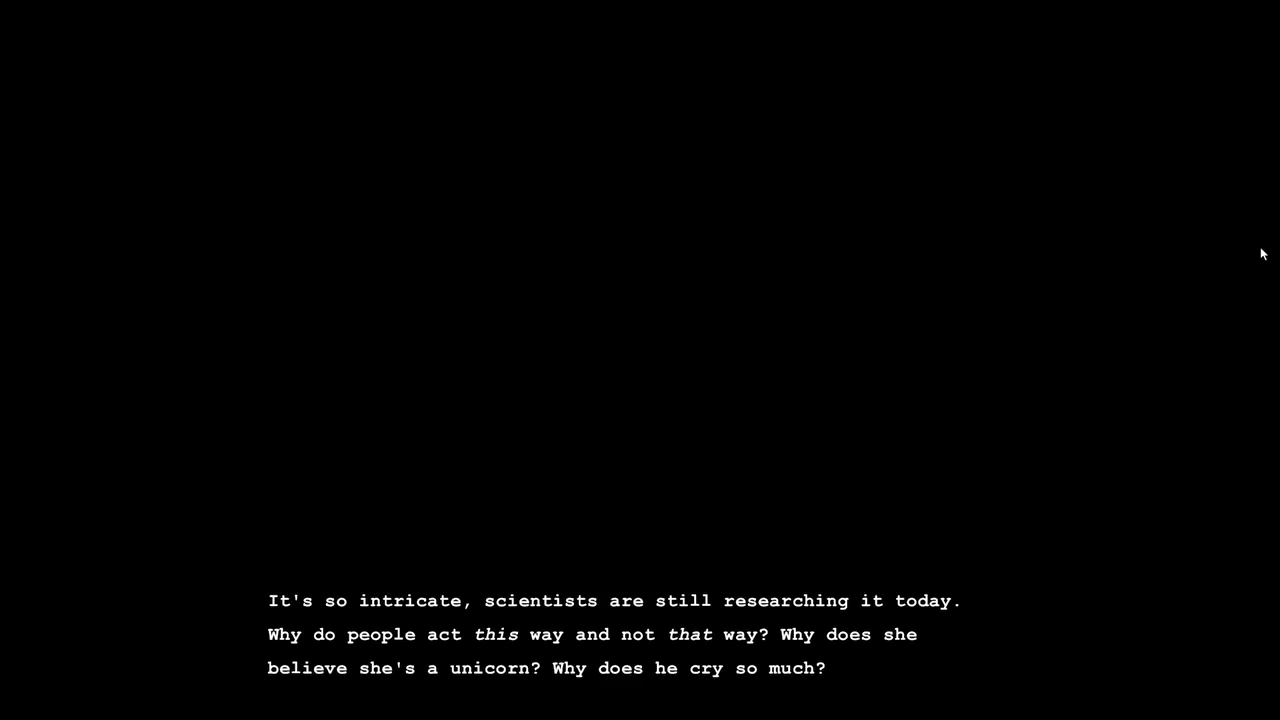 It's so intricate, scientists are still researching it today.
Why do people act this way and not that way? Why does she
believe she's a unicorn? Why does he cry so much?